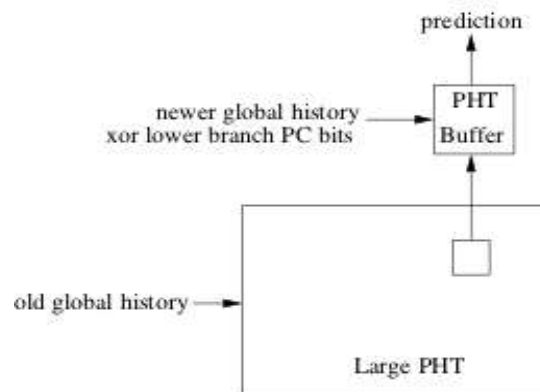 prediction
PHT
Buffer
newer global history
xor lower branch PC bits
old global history
Large PHT